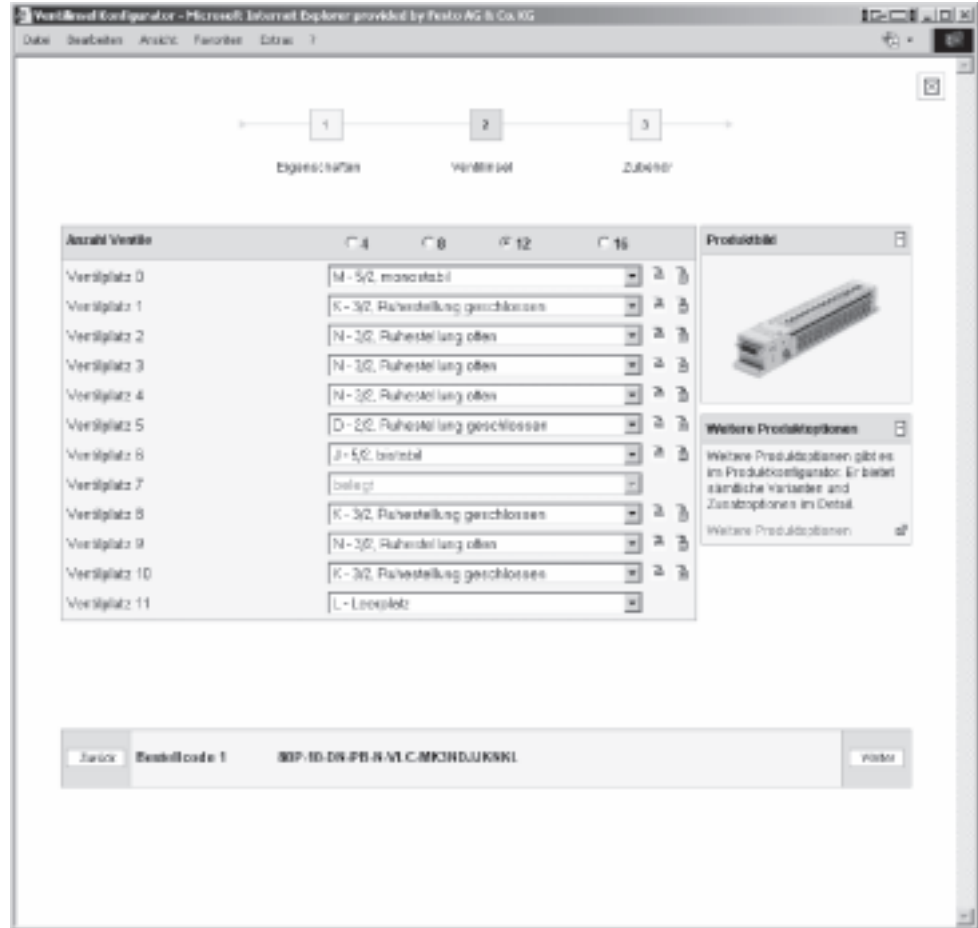 Ventilinsel Konfigurator - Microsoft Internet Explorer provided by Festo AG & Co. KG
Datei Bearbeiten Ansicht Favoriten Extras ?
1 2 3
Eigenschaften Ventilinsel Zubehör
Anzahl Ventile 4 8 12 16
Ventilplatz 0 M - 5/2, monostabil
Ventilplatz 1 K - 3/2, Ruhestellung geschlossen
Ventilplatz 2 N - 3/2, Ruhestellung offen
Ventilplatz 3 N - 3/2, Ruhestellung offen
Ventilplatz 4 N - 3/2, Ruhestellung offen
Ventilplatz 5 D - 2/2, Ruhestellung geschlossen
Ventilplatz 6 J - 5/2, bistabil
Ventilplatz 7 belegt
Ventilplatz 8 K - 3/2, Ruhestellung geschlossen
Ventilplatz 9 N - 3/2, Ruhestellung offen
Ventilplatz 10 K - 3/2, Ruhestellung geschlossen
Ventilplatz 11 L - Leerplatz
Produktbild
Weitere Produktoptionen
Weitere Produktoptionen gibt es
im Produktkonfigurator. Er bietet
sämtliche Varianten und
Zusatzoptionen im Detail.
Weitere Produktoptionen
Zurück Bestellcode 1 Weiter